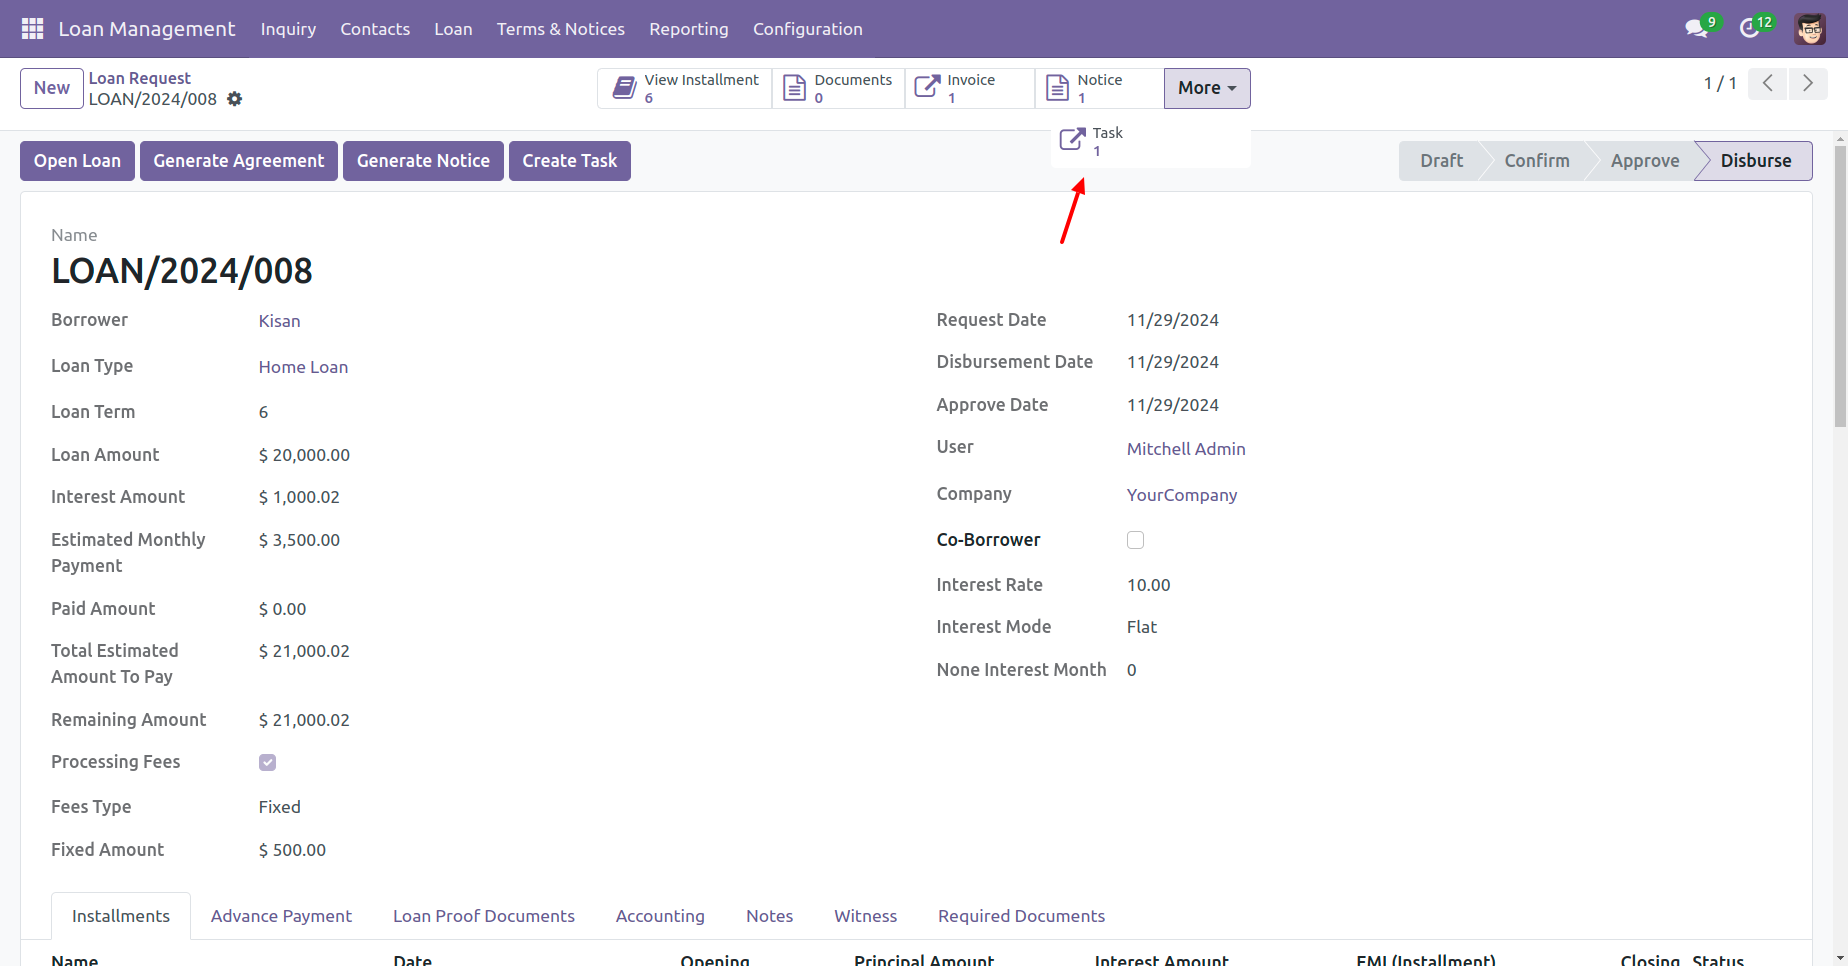 Loan Management Inquiry Contacts Loan Terms & Notices Reporting Configuration 9 12
New Loan Request
LOAN/2024/008
View Installment
6
Documents
0
Invoice
1
Notice
1
More
1 / 1
Task
1
Open Loan Generate Agreement Generate Notice Create Task
Draft Confirm Approve Disburse
Name
LOAN/2024/008
Borrower Kisan
Loan Type Home Loan
Loan Term 6
Loan Amount $ 20,000.00
Interest Amount $ 1,000.02
Estimated Monthly
Payment
$ 3,500.00
Paid Amount $ 0.00
Total Estimated
Amount To Pay
$ 21,000.02
Remaining Amount $ 21,000.02
Processing Fees
Fees Type Fixed
Fixed Amount $ 500.00
Request Date 11/29/2024
Disbursement Date 11/29/2024
Approve Date 11/29/2024
User Mitchell Admin
Company YourCompany
Co-Borrower
Interest Rate 10.00
Interest Mode Flat
None Interest Month 0
Installments Advance Payment Loan Proof Documents Accounting Notes Witness Required Documents
Name Date Opening Principal Amount Interest Amount EMI (Installment) Closing Status